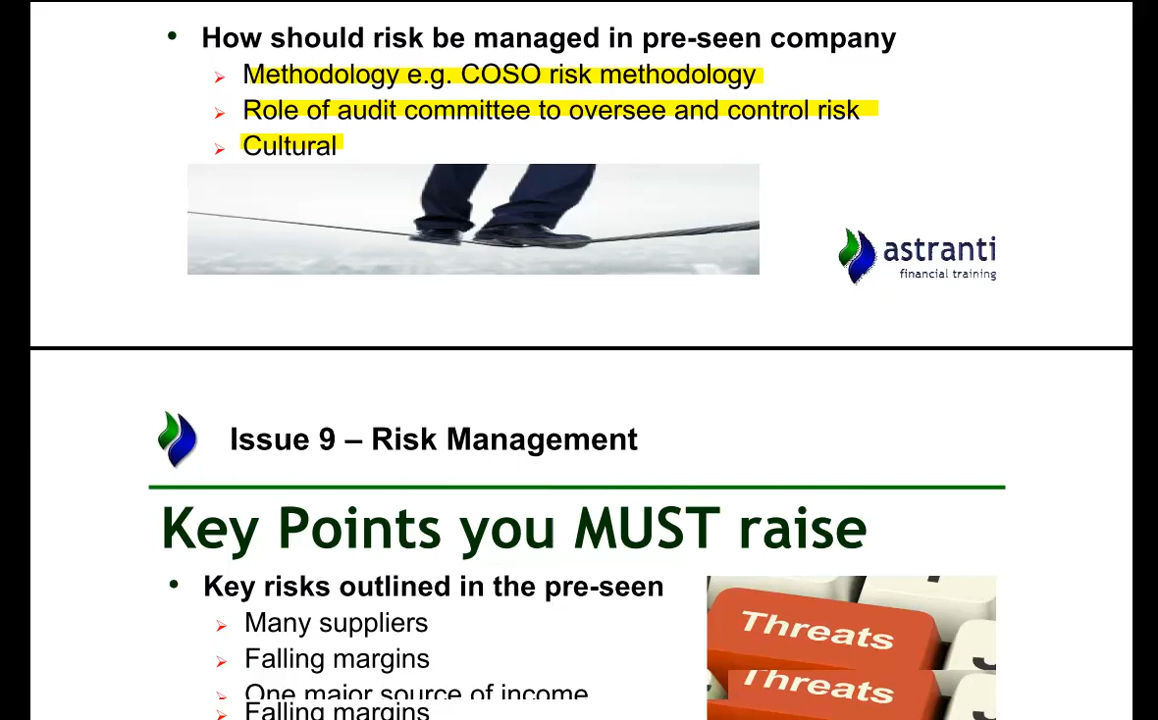 How should risk be managed in pre-seen company
Methodology e.g. COSO risk methodology
Role of audit committee to oversee and control risk
Cultural
astranti
financial training
Issue 9 – Risk Management
Key Points you MUST raise
Key risks outlined in the pre-seen
Many suppliers
Falling margins
One major source of income
Falling margins
Threats
Threats